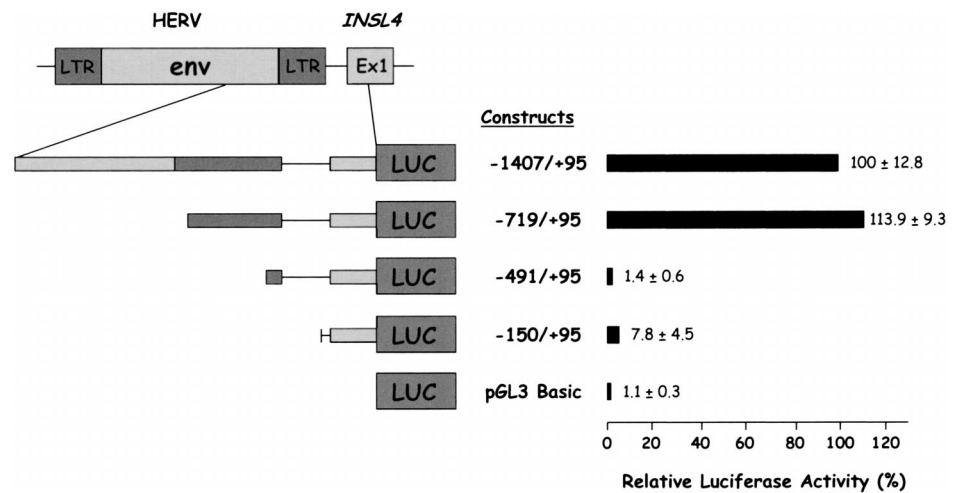 HERV INSL4
LTR env LTR Ex1
Constructs
LUC -1407/+95 100 ± 12.8
LUC -719/+95 113.9 ± 9.3
LUC -491/+95 1.4 ± 0.6
LUC -150/+95 7.8 ± 4.5
LUC pGL3 Basic 1.1 ± 0.3
0 20 40 60 80 100 120
Relative Luciferase Activity (%)